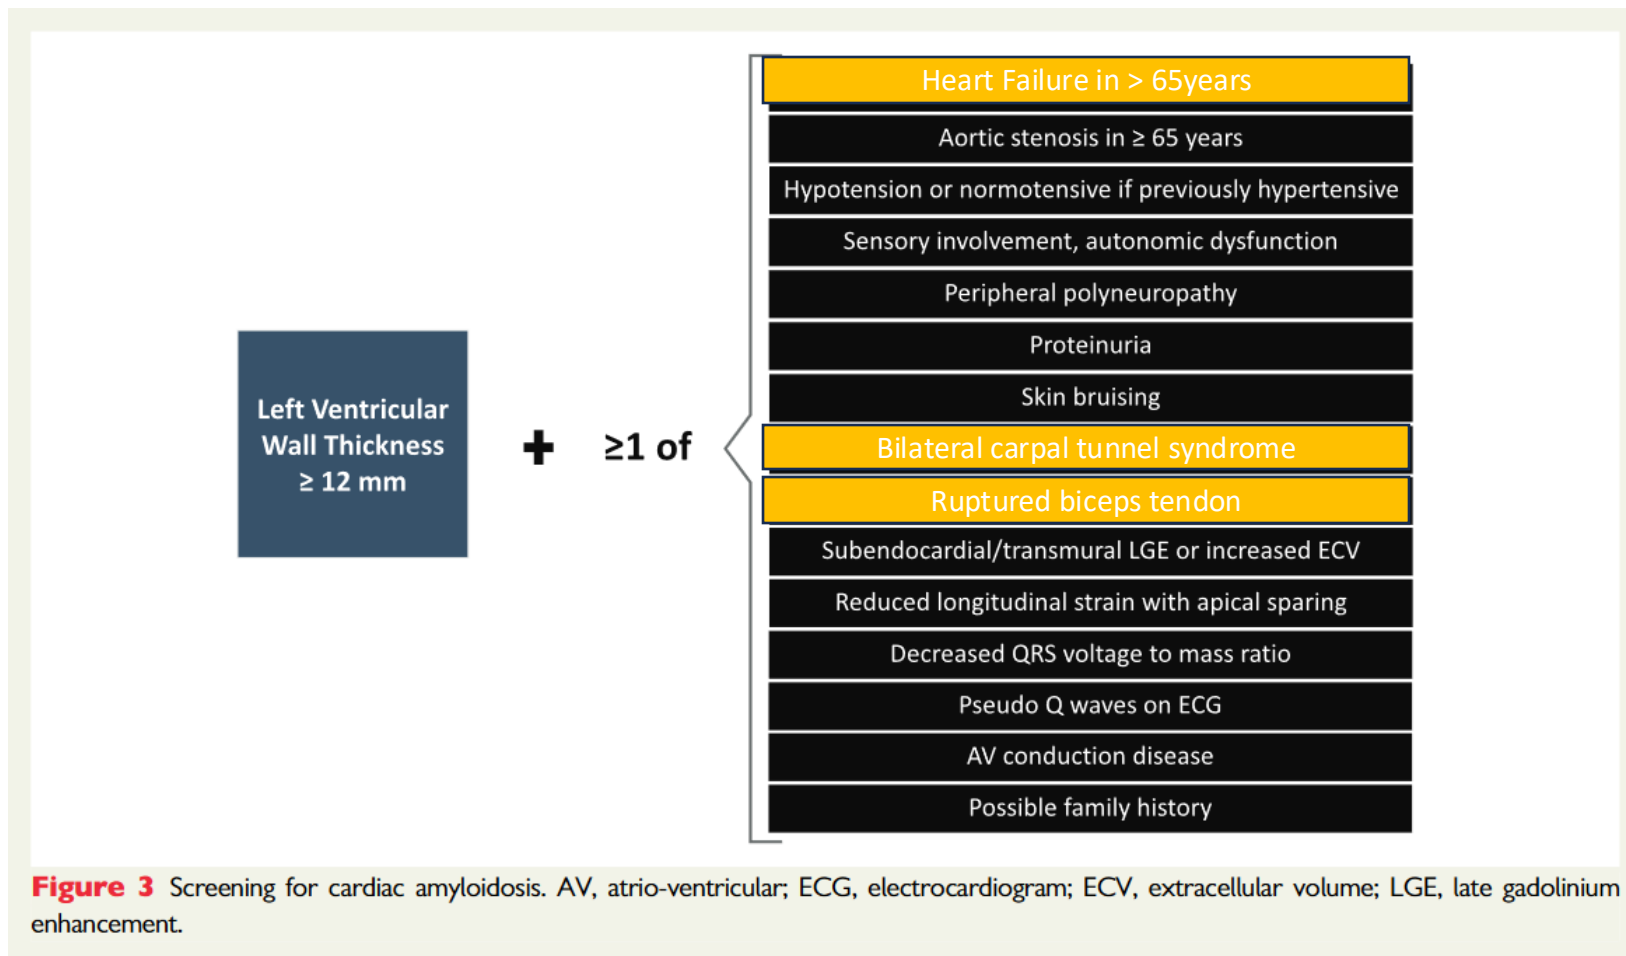 Left Ventricular
Wall Thickness
≥ 12 mm
+
≥1 of
Heart Failure in > 65years
Aortic stenosis in ≥ 65 years
Hypotension or normotensive if previously hypertensive
Sensory involvement, autonomic dysfunction
Peripheral polyneuropathy
Proteinuria
Skin bruising
Bilateral carpal tunnel syndrome
Ruptured biceps tendon
Subendocardial/transmural LGE or increased ECV
Reduced longitudinal strain with apical sparing
Decreased QRS voltage to mass ratio
Pseudo Q waves on ECG
AV conduction disease
Possible family history
Figure 3 Screening for cardiac amyloidosis. AV, atrio-ventricular; ECG, electrocardiogram; ECV, extracellular volume; LGE, late gadolinium
enhancement.